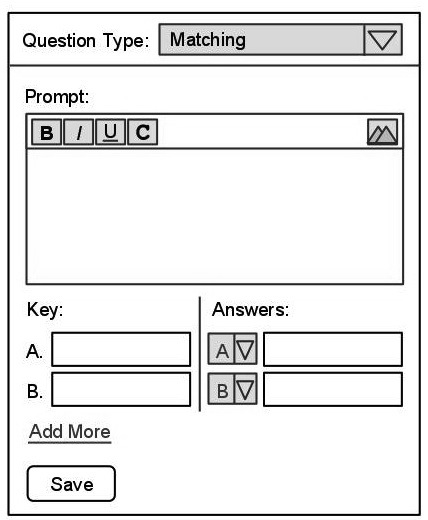 Question Type: Matching
Prompt:
B I U C
Key: Answers:
A. A
B. B
Add More
Save